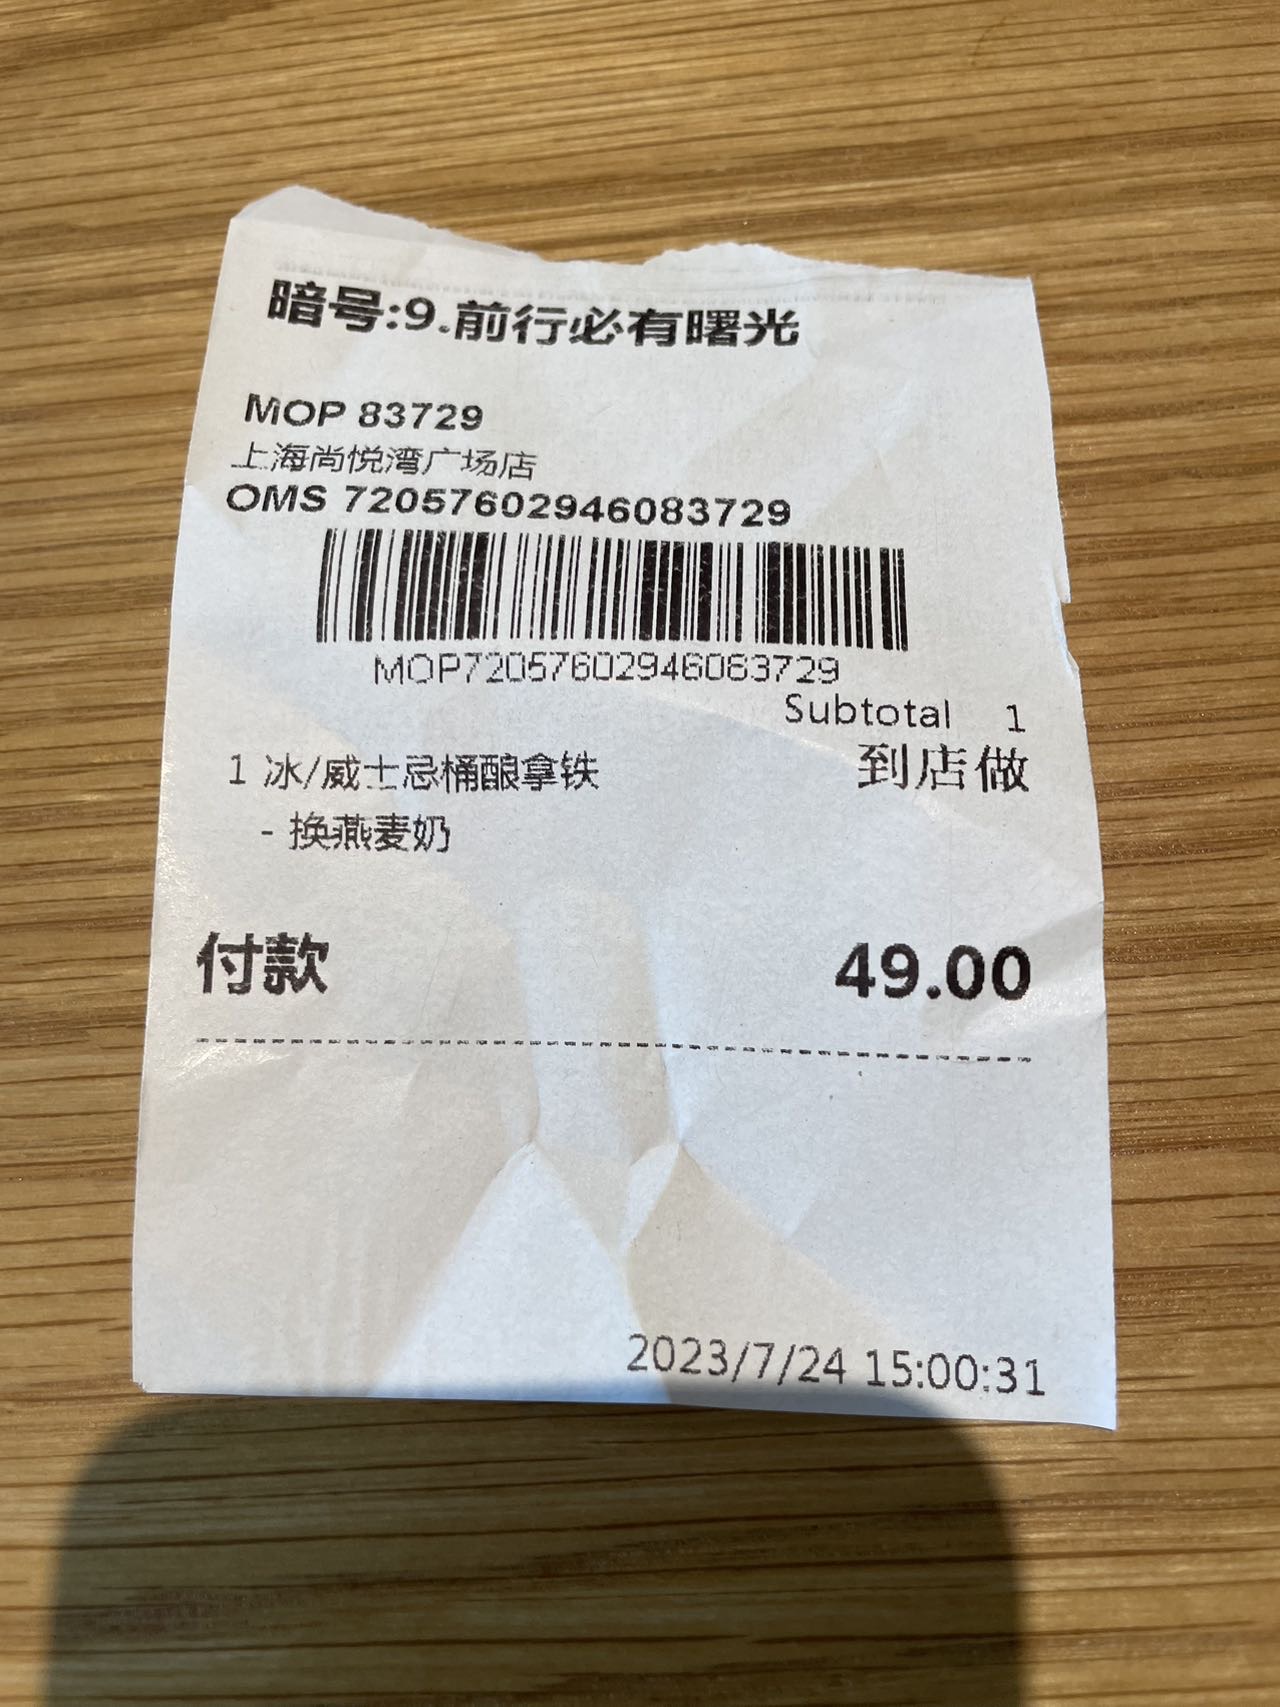 暗号:9.前行必有曙光
MOP 83729
上海尚悦湾广场店
OMS 72057602946083729
MOP72057602946083729
Subtotal 1
1 冰/威士忌桶酿拿铁 到店做
- 换燕麦奶
付款 49.00
2023/7/24 15:00:31